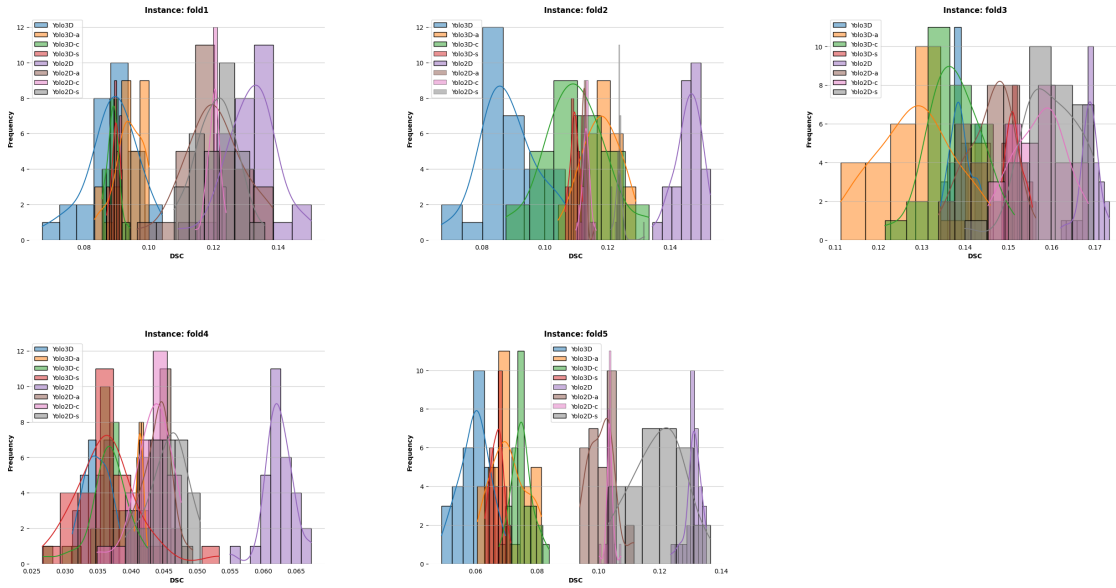 Instance: fold1
12
10
8
6
4
2
0
Frequency
Yolo3D
Yolo3D-a
Yolo3D-c
Yolo3D-s
Yolo2D
Yolo2D-a
Yolo2D-c
Yolo2D-s
0.08 0.10 0.12 0.14
DSC
Instance: fold2
12
10
8
6
4
2
0
Frequency
Yolo3D
Yolo3D-a
Yolo3D-c
Yolo3D-s
Yolo2D
Yolo2D-a
Yolo2D-c
Yolo2D-s
0.08 0.10 0.12 0.14
DSC
Instance: fold3
10
8
6
4
2
0
Frequency
Yolo3D
Yolo3D-a
Yolo3D-c
Yolo3D-s
Yolo2D
Yolo2D-a
Yolo2D-c
Yolo2D-s
0.11 0.12 0.13 0.14 0.15 0.16 0.17
DSC
Instance: fold4
12
10
8
6
4
2
0
Frequency
Yolo3D
Yolo3D-a
Yolo3D-c
Yolo3D-s
Yolo2D
Yolo2D-a
Yolo2D-c
Yolo2D-s
0.025 0.030 0.035 0.040 0.045 0.050 0.055 0.060 0.065
DSC
Instance: fold5
10
8
6
4
2
0
Frequency
Yolo3D
Yolo3D-a
Yolo3D-c
Yolo3D-s
Yolo2D
Yolo2D-a
Yolo2D-c
Yolo2D-s
0.06 0.08 0.10 0.12 0.14
DSC